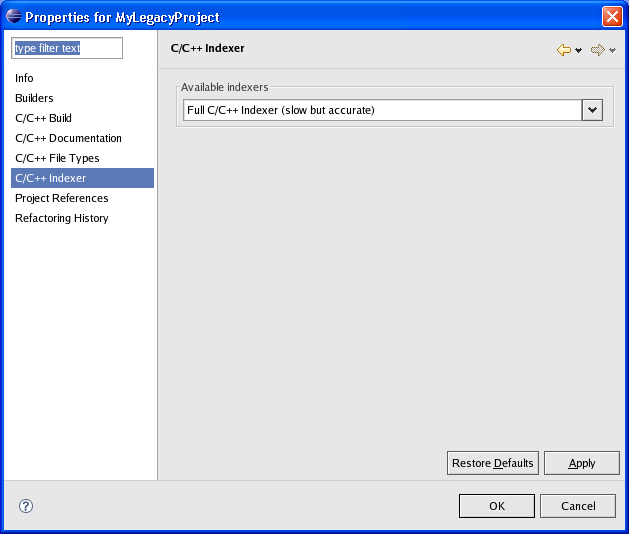 Properties for MyLegacyProject
type filter text
Info
Builders
C/C++ Build
C/C++ Documentation
C/C++ File Types
C/C++ Indexer
Project References
Refactoring History
C/C++ Indexer
Available indexers
Full C/C++ Indexer (slow but accurate)
Restore Defaults
Apply
?
OK
Cancel